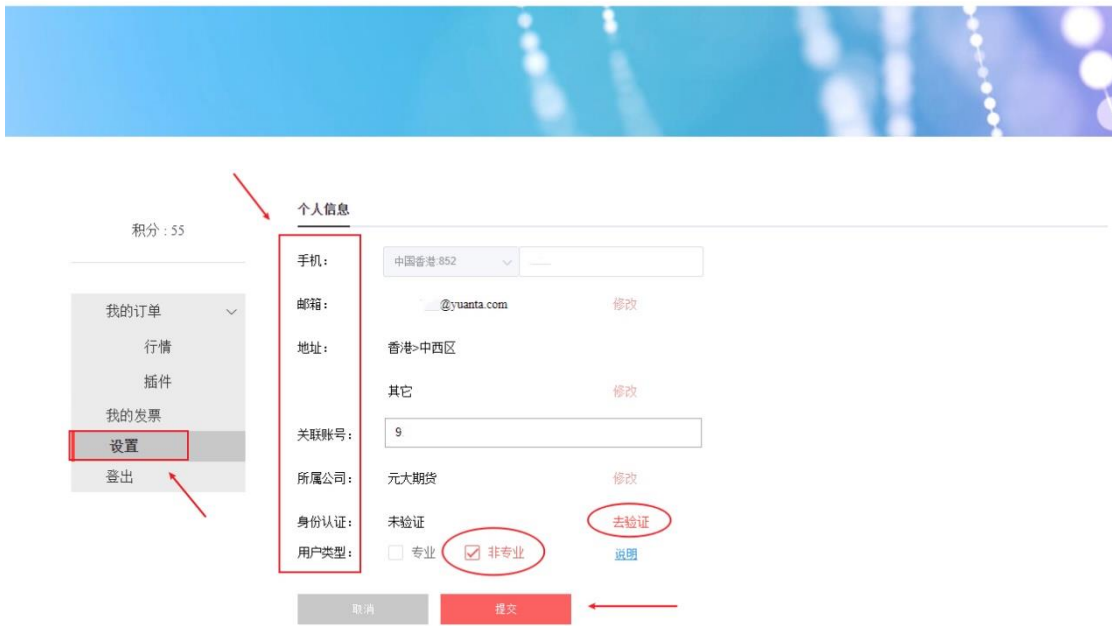 积分 : 55
我的订单
行情
插件
我的发票
设置
登出
个人信息
手机： 中国香港:852
邮箱： @yuanta.com 修改
地址： 香港>中西区
其它 修改
关联账号： 9
所属公司： 元大期货 修改
身份认证： 未验证 去验证
用户类型： 专业 非专业 说明
取消 提交